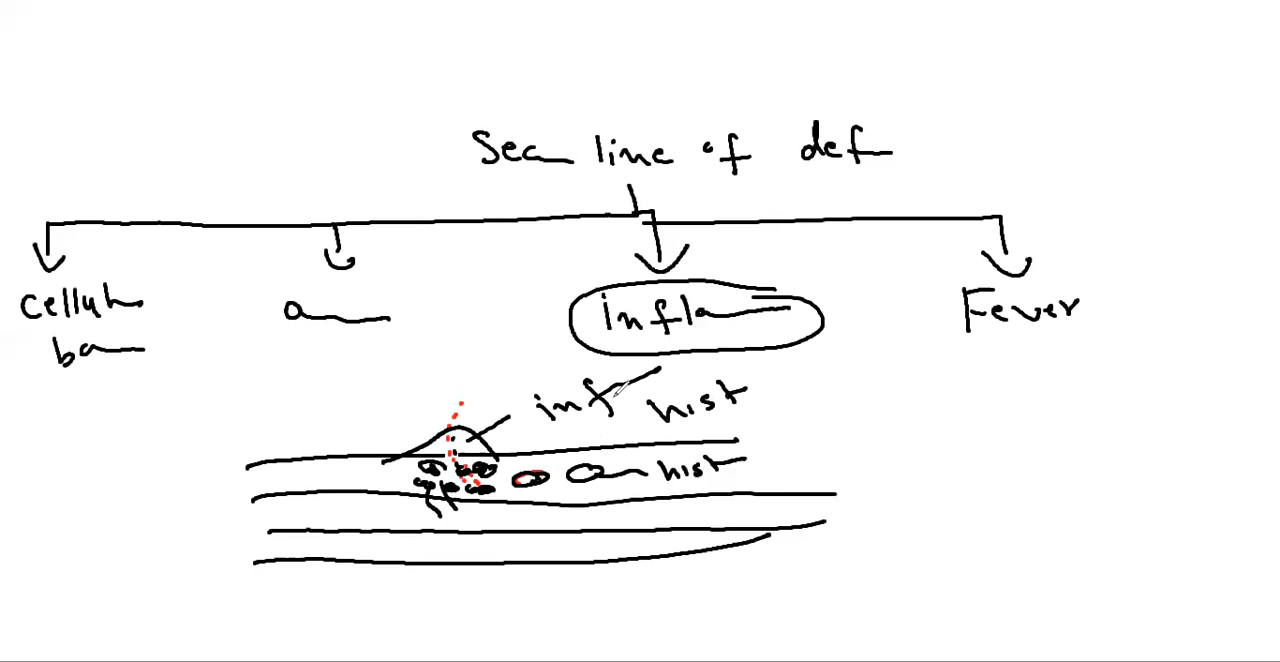 Sec line of def
Cellul
ba
a
infla
Fever
inf hist
hist